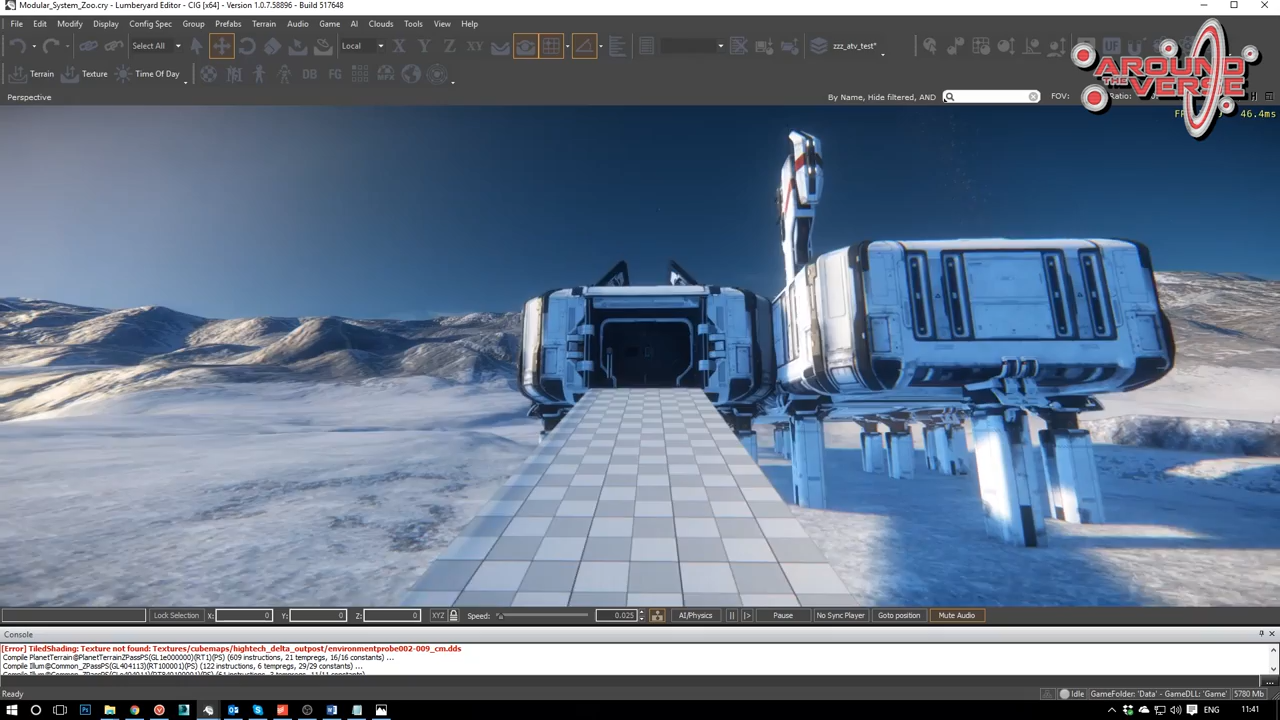 Modular_System_Zoo.cry - Lumberyard Editor - CIG [x64] - Version 1.0.7.58896 - Build 517648
File Edit Modify Display Config Spec Group Prefabs Terrain Audio Game AI Clouds Tools View Help
Select All Local X Y Z XY zzz_atv_test*
Terrain Texture Time Of Day DB FG
Perspective By Name, Hide filtered, AND FOV: Ratio:
AROUND
THE VERSE
46.4ms
Lock Selection X: 0 Y: 0 Z: 0 XYZ Speed: 0.025 AI/Physics Pause No Sync Player Goto position Mute Audio
Console
[Error] TiledShading: Texture not found: Textures/cubemaps/hightech_delta_outpost/environmentprobe002-009_cm.dds
Compile PlanetTerrain@PlanetTerrainZPassPS(GL1e000000)(RT1)(PS) (609 instructions, 21 tempregs, 16/16 constants) ...
Compile Illum@Common_ZPassPS(GL404113)(RT100001)(PS) (122 instructions, 6 tempregs, 29/29 constants) ...
Ready Idle GameFolder: 'Data' - GameDLL: 'Game' 5780 Mb
ENG 11:41